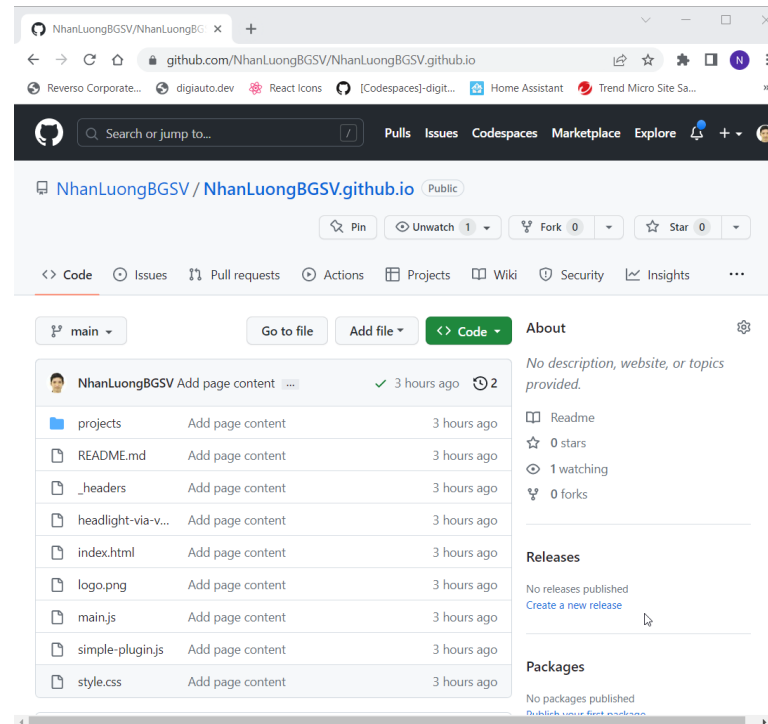 NhanLuongBGSV/NhanLuongBG
github.com/NhanLuongBGSV/NhanLuongBGSV.github.io
N
Reverso Corporate... digiauto.dev React Icons [Codespaces]-digit... Home Assistant Trend Micro Site Sa... »
Search or jump to... / Pulls Issues Codespaces Marketplace Explore
NhanLuongBGSV / NhanLuongBGSV.github.io Public
Pin Unwatch 1 Fork 0 Star 0
Code Issues Pull requests Actions Projects Wiki Security Insights ...
main Go to file Add file Code
NhanLuongBGSV Add page content ... 3 hours ago 2
projects Add page content 3 hours ago
README.md Add page content 3 hours ago
_headers Add page content 3 hours ago
headlight-via-v... Add page content 3 hours ago
index.html Add page content 3 hours ago
logo.png Add page content 3 hours ago
main.js Add page content 3 hours ago
simple-plugin.js Add page content 3 hours ago
style.css Add page content 3 hours ago
About
No description, website, or topics
provided.
Readme
0 stars
1 watching
0 forks
Releases
No releases published
Create a new release
Packages
No packages published
Publish your first package